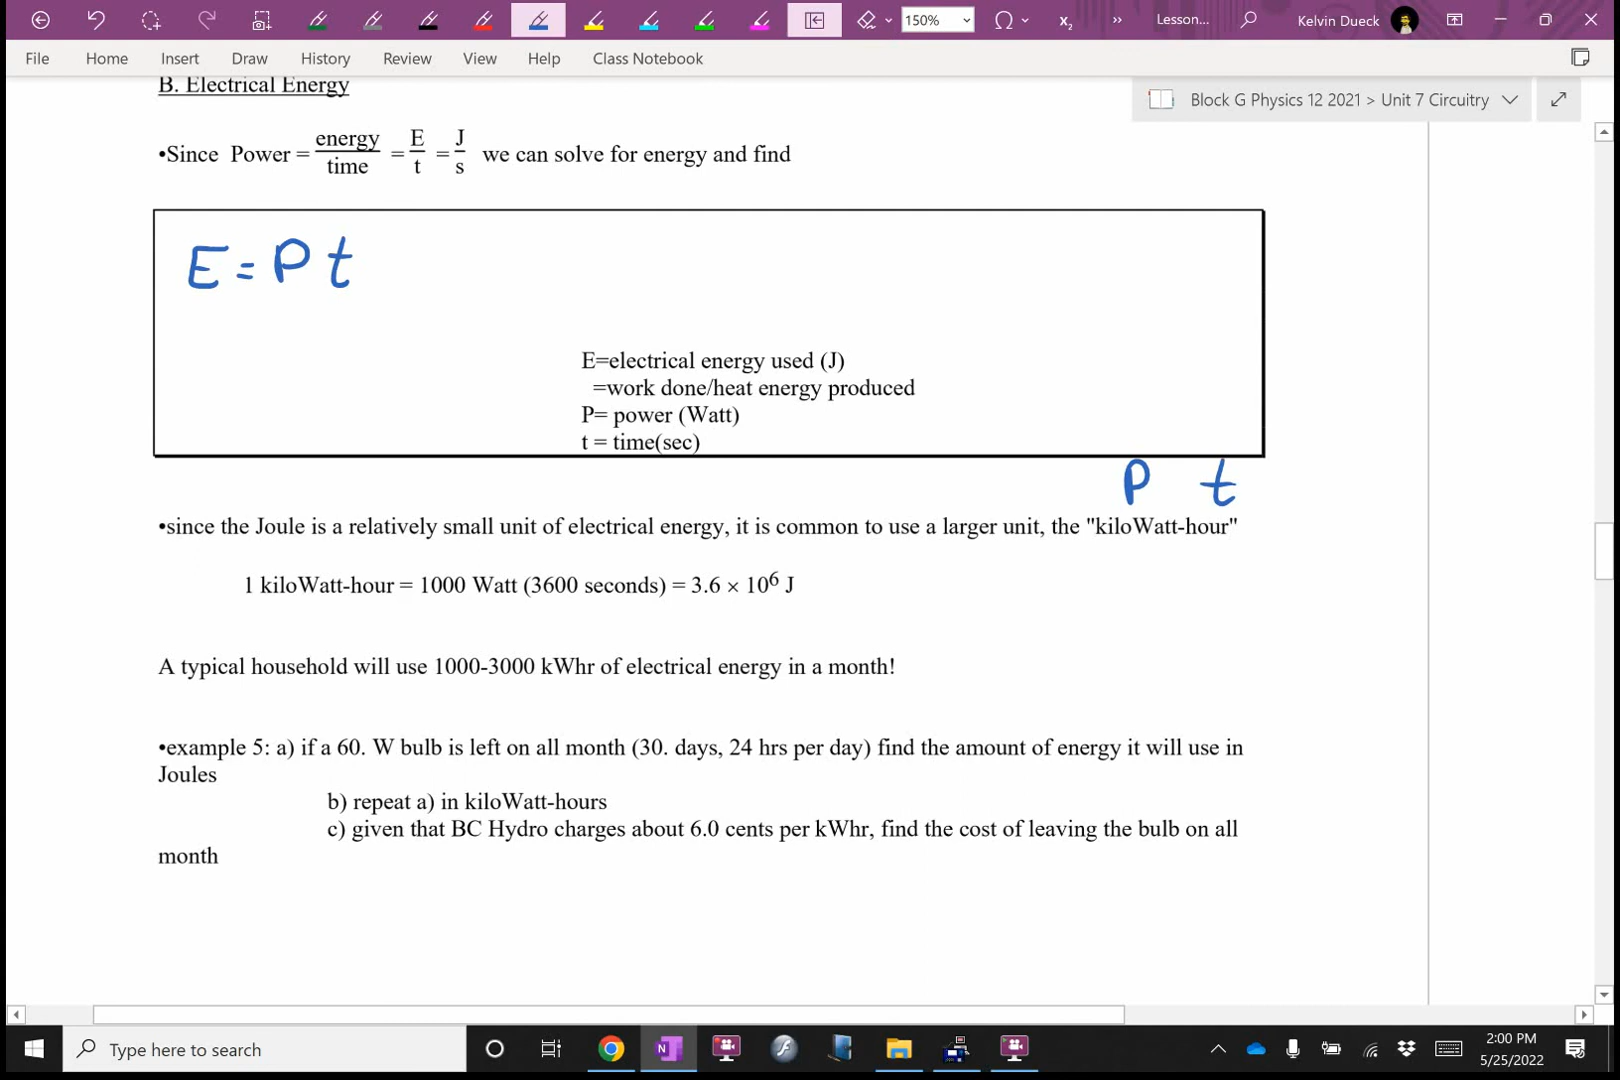 150%
Ω
x₂
»
Lesson...
Kelvin Dueck
File Home Insert Draw History Review View Help Class Notebook
B. Electrical Energy
Block G Physics 12 2021 > Unit 7 Circuitry
•Since Power = energy/time = E/t = J/s we can solve for energy and find
E = P t
E=electrical energy used (J)
=work done/heat energy produced
P= power (Watt)
t = time(sec)
P t
•since the Joule is a relatively small unit of electrical energy, it is common to use a larger unit, the "kiloWatt-hour"
1 kiloWatt-hour = 1000 Watt (3600 seconds) = 3.6 × 10⁶ J
A typical household will use 1000-3000 kWhr of electrical energy in a month!
•example 5: a) if a 60. W bulb is left on all month (30. days, 24 hrs per day) find the amount of energy it will use in
Joules
b) repeat a) in kiloWatt-hours
c) given that BC Hydro charges about 6.0 cents per kWhr, find the cost of leaving the bulb on all
month
Type here to search
N
2:00 PM
5/25/2022